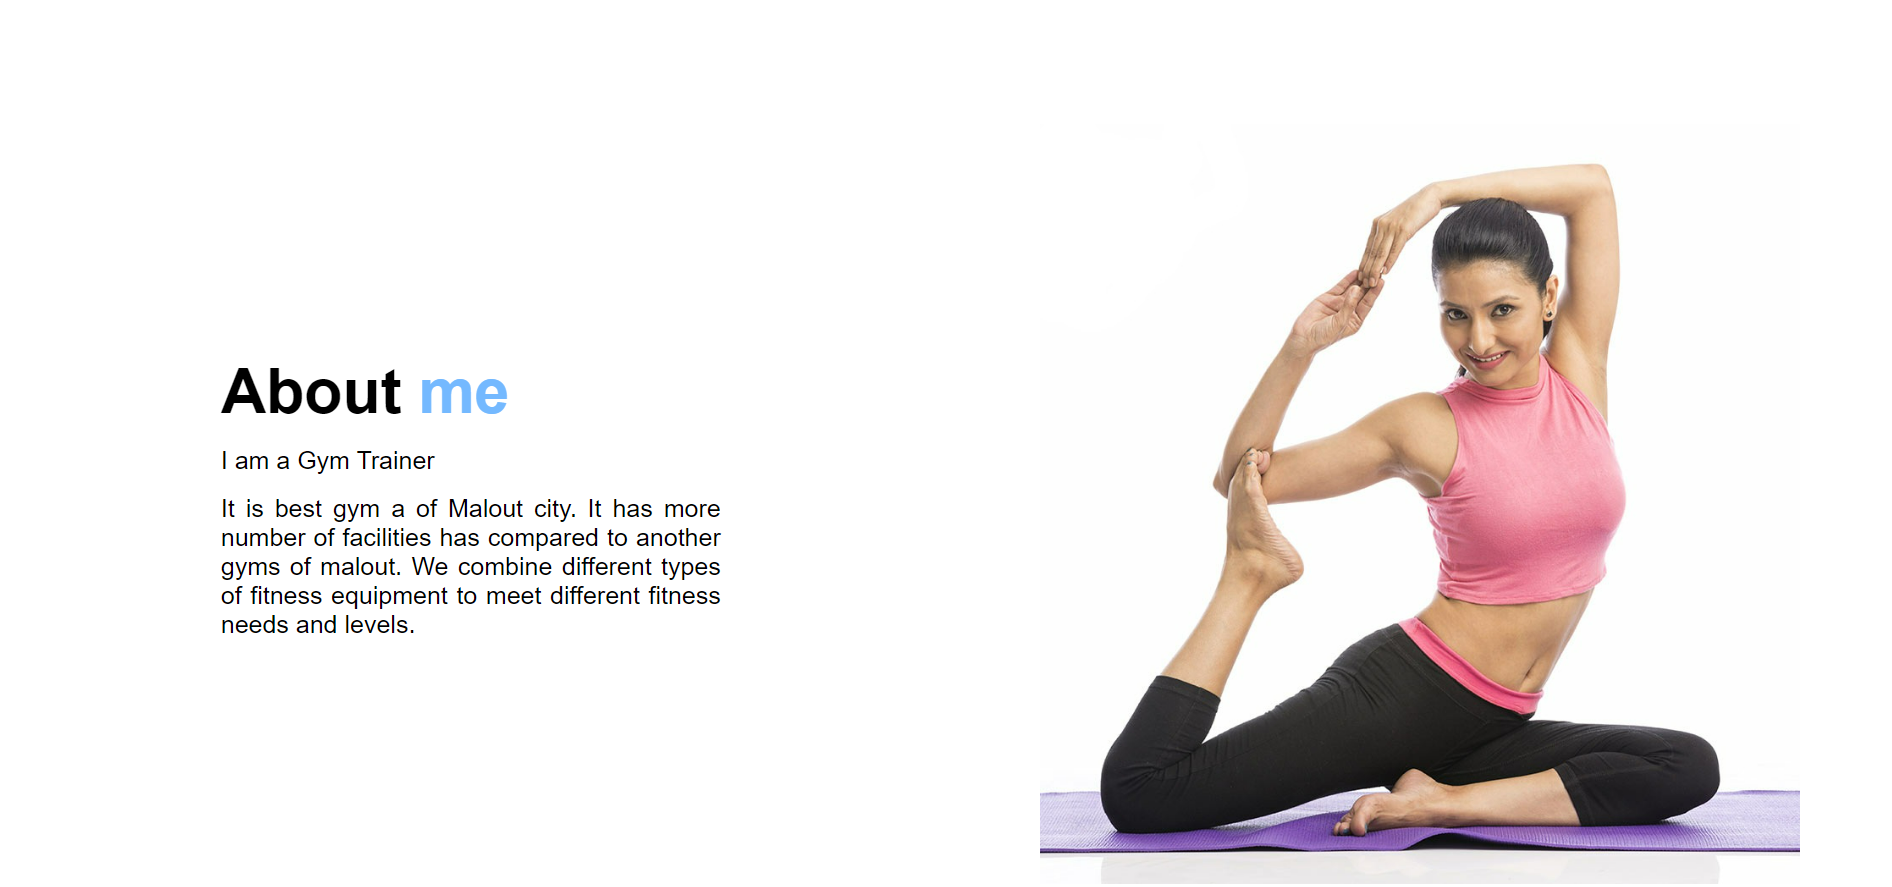 About me
I am a Gym Trainer
It is best gym a of Malout city. It has more
number of facilities has compared to another
gyms of malout. We combine different types
of fitness equipment to meet different fitness
needs and levels.